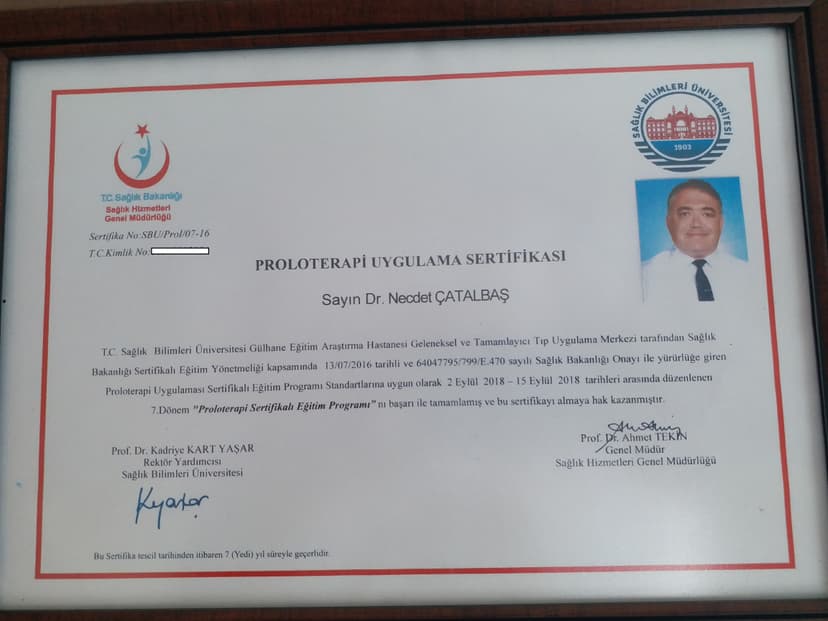 T.C. Sağlık Bakanlığı
Sağlık Hizmetleri
Genel Müdürlüğü
SAĞLIK BİLİMLERİ ÜNİVERSİTESİ
1903
Sertifika No:SBU/Prol/07-16
T.C.Kimlik No:
PROLOTERAPİ UYGULAMA SERTİFİKASI
Sayın Dr. Necdet ÇATALBAŞ
T.C. Sağlık Bilimleri Üniversitesi Gülhane Eğitim Araştırma Hastanesi Geleneksel ve Tamamlayıcı Tıp Uygulama Merkezi tarafından Sağlık
Bakanlığı Sertifikalı Eğitim Yönetmeliği kapsamında 13/07/2016 tarihli ve 64047795/799/E.470 sayılı Sağlık Bakanlığı Onayı ile yürürlüğe giren
Proloterapi Uygulaması Sertifikalı Eğitim Programı Standartlarına uygun olarak 2 Eylül 2018 – 15 Eylül 2018 tarihleri arasında düzenlenen
7.Dönem "Proloterapi Sertifikalı Eğitim Programı"nı başarı ile tamamlamış ve bu sertifikayı almaya hak kazanmıştır.
Prof. Dr. Kadriye KART YAŞAR
Rektör Yardımcısı
Sağlık Bilimleri Üniversitesi
Prof. Dr. Ahmet TEKİN
Genel Müdür
Sağlık Hizmetleri Genel Müdürlüğü
Bu Sertifika tescil tarihinden itibaren 7 (Yedi) yıl süreyle geçerlidir.